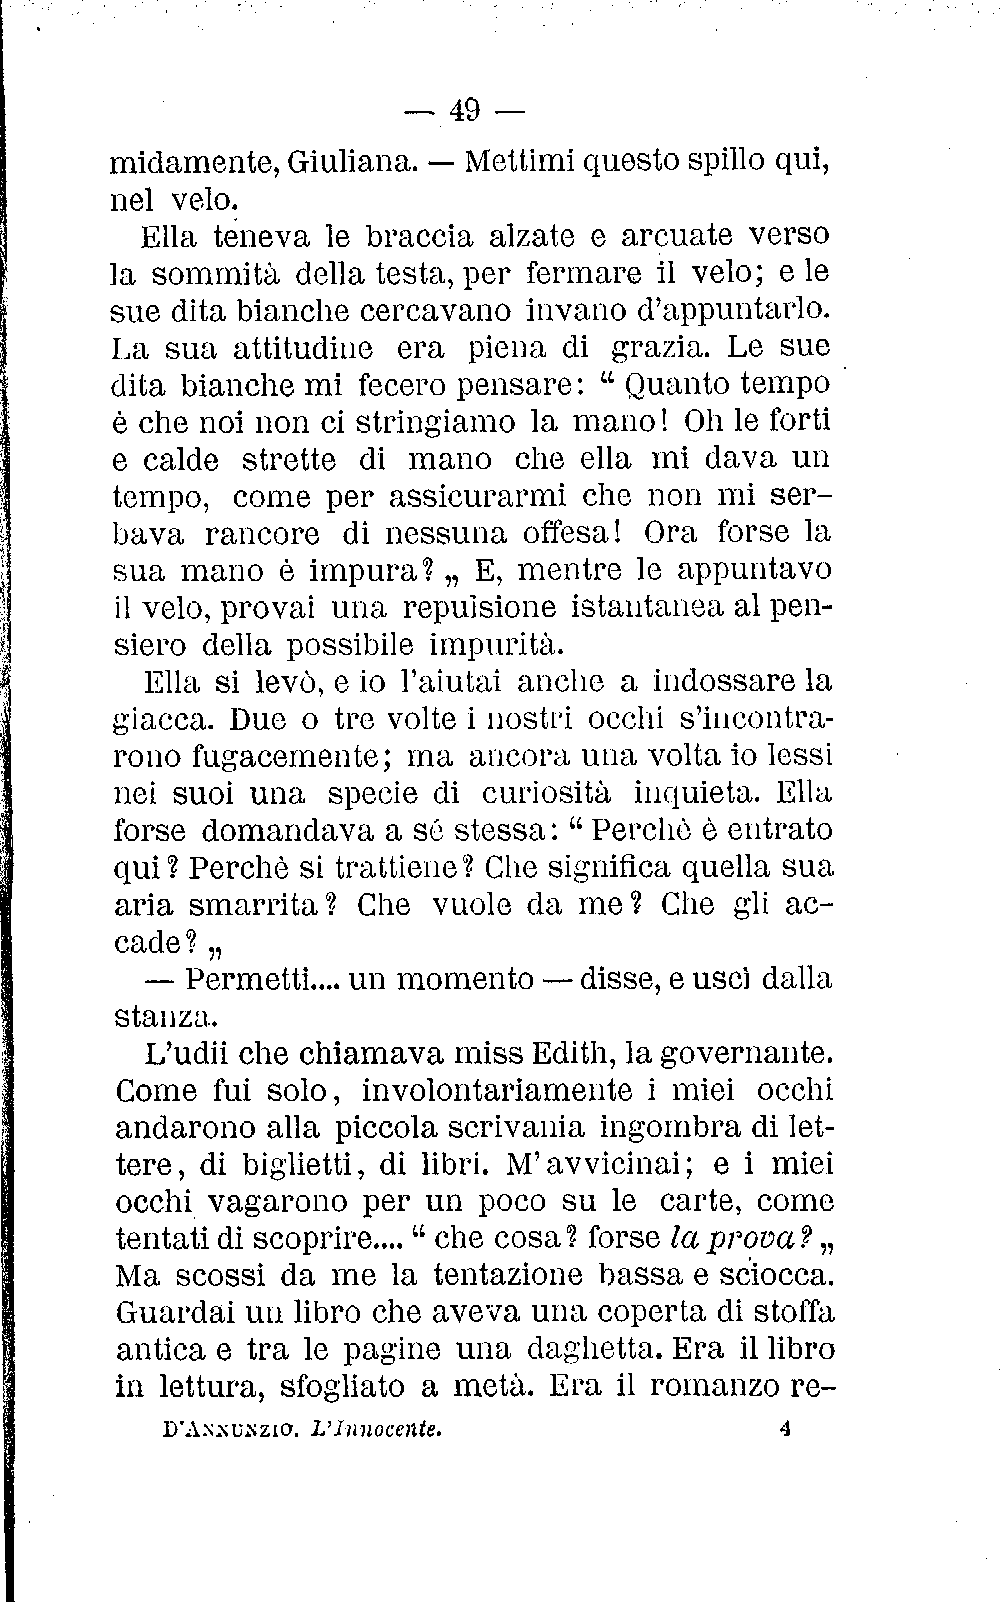 — 49 —
midamente, Giuliana. — Mettimi questo spillo qui,
nel velo.
Ella teneva le braccia alzate e arcuate verso
la sommità della testa, per fermare il velo; e le
sue dita bianche cercavano invano d'appuntarlo.
La sua attitudine era piena di grazia. Le sue
dita bianche mi fecero pensare: “ Quanto tempo
è che noi non ci stringiamo la mano! Oh le forti
e calde strette di mano che ella mi dava un
tempo, come per assicurarmi che non mi ser-
bava rancore di nessuna offesa! Ora forse la
sua mano è impura? „ E, mentre le appuntavo
il velo, provai una repulsione istantanea al pen-
siero della possibile impurità.
Ella si levò, e io l'aiutai anche a indossare la
giacca. Due o tre volte i nostri occhi s'incontra-
rono fugacemente; ma ancora una volta io lessi
nei suoi una specie di curiosità inquieta. Ella
forse domandava a sé stessa: “ Perchè è entrato
qui? Perchè si trattiene? Che significa quella sua
aria smarrita? Che vuole da me? Che gli ac-
cade? „
— Permetti.... un momento — disse, e uscì dalla
stanza.
L'udii che chiamava miss Edith, la governante.
Come fui solo, involontariamente i miei occhi
andarono alla piccola scrivania ingombra di let-
tere, di biglietti, di libri. M'avvicinai; e i miei
occhi vagarono per un poco su le carte, come
tentati di scoprire.... “ che cosa? forse la prova? „
Ma scossi da me la tentazione bassa e sciocca.
Guardai un libro che aveva una coperta di stoffa
antica e tra le pagine una daghetta. Era il libro
in lettura, sfogliato a metà. Era il romanzo re-
D'ANNUNZIO. L'Innocente. 4